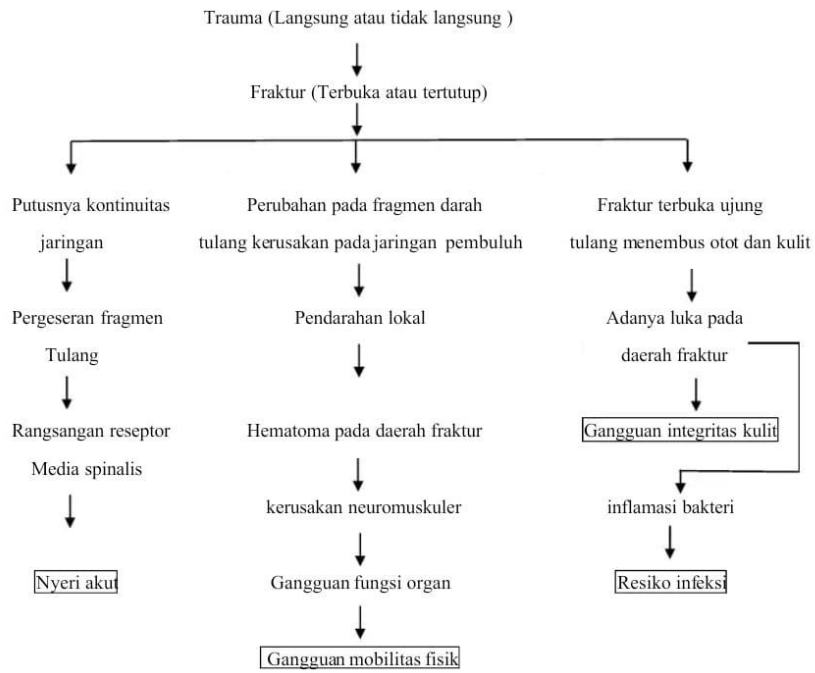 Trauma (Langsung atau tidak langsung )
Fraktur (Terbuka atau tertutup)
Putusnya kontinuitas
jaringan
Pergeseran fragmen
Tulang
Rangsangan reseptor
Media spinalis
Nyeri akut
Perubahan pada fragmen darah
tulang kerusakan pada jaringan pembuluh
Pendarahan lokal
Hematoma pada daerah fraktur
kerusakan neuromuskuler
Gangguan fungsi organ
Gangguan mobilitas fisik
Fraktur terbuka ujung
tulang menembus otot dan kulit
Adanya luka pada
daerah fraktur
Gangguan integritas kulit
inflamasi bakteri
Resiko infeksi